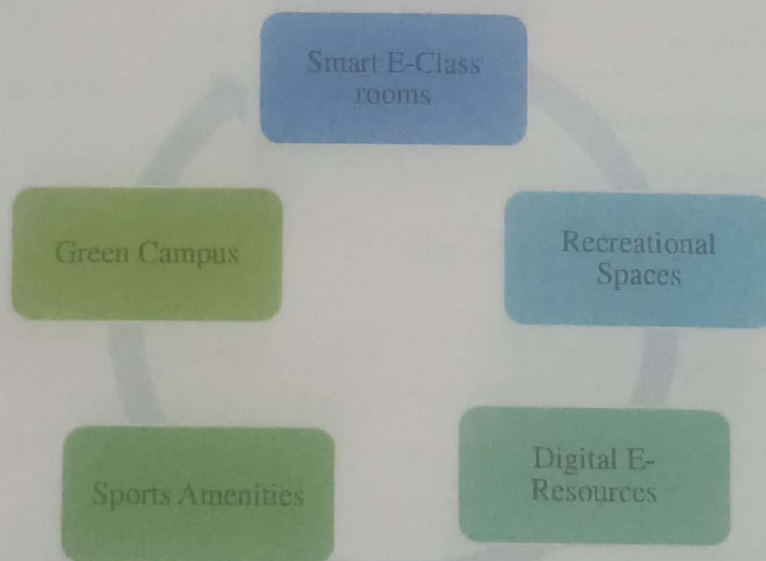 Smart E-Class
rooms
Recreational
Spaces
Digital E-
Resources
Sports Amenities
Green Campus